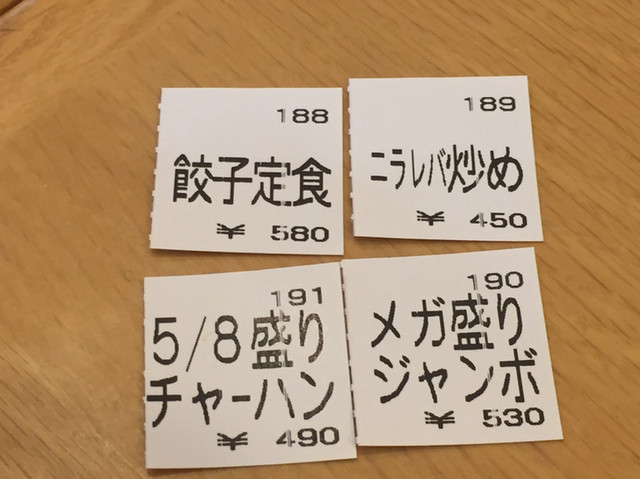 188
餃子定食
¥ 580
189
ニラレバ炒め
¥ 450
191
5/8盛り
チャーハン
¥ 490
190
メガ盛り
ジャンボ
¥ 530